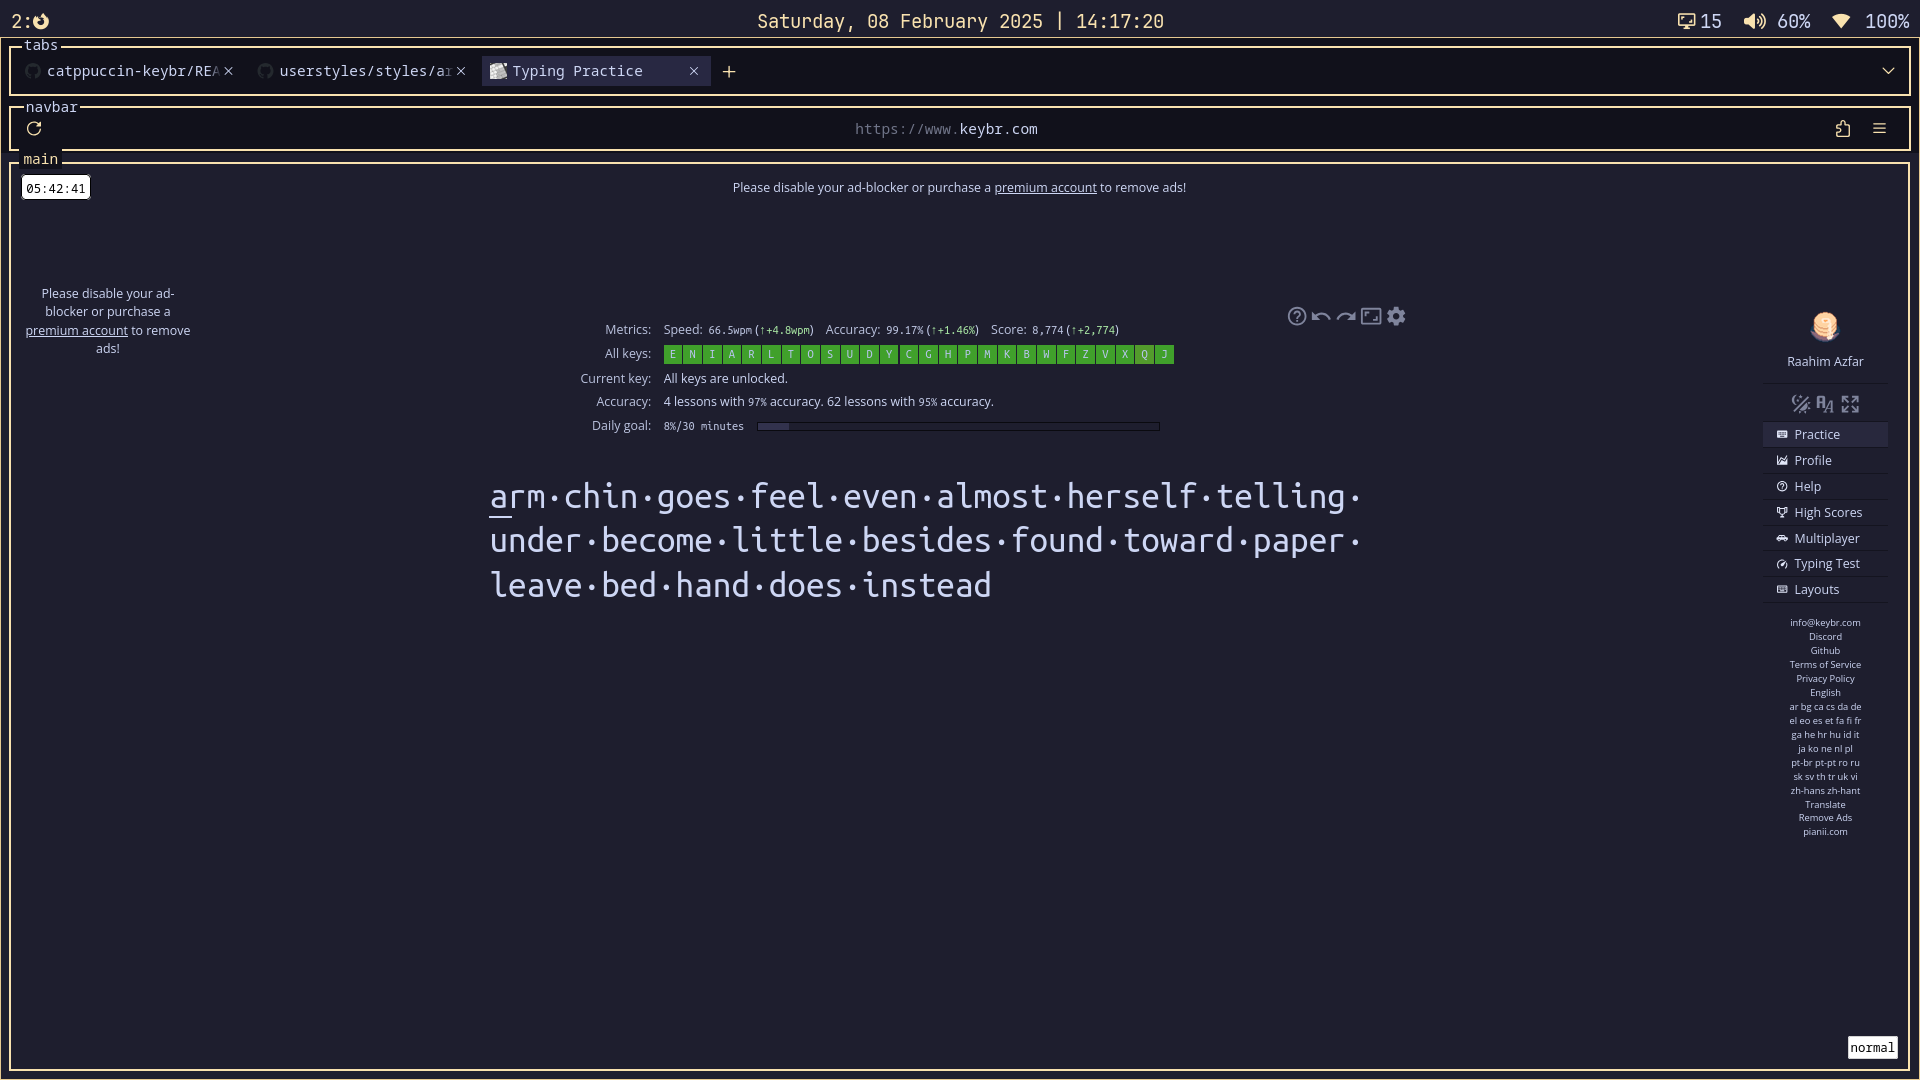 2:
Saturday, 08 February 2025 | 14:17:20
15 60% 100%
tabs
catppuccin-keybr/REA
userstyles/styles/ar
Typing Practice
navbar
https://www.keybr.com
main
05:42:41
Please disable your ad-blocker or purchase a premium account to remove ads!
Please disable your ad-
blocker or purchase a
premium account to remove
ads!
Metrics: Speed: 66.5wpm (↑+4.8wpm) Accuracy: 99.17% (↑+1.46%) Score: 8,774 (↑+2,774)
All keys: E N I A R L T O S U D Y C G H P M K B W F Z V X Q J
Current key: All keys are unlocked.
Accuracy: 4 lessons with 97% accuracy. 62 lessons with 95% accuracy.
Daily goal: 8%/30 minutes
arm·chin·goes·feel·even·almost·herself·telling·
under·become·little·besides·found·toward·paper·
leave·bed·hand·does·instead
Raahim Azfar
Practice
Profile
Help
High Scores
Multiplayer
Typing Test
Layouts
info@keybr.com
Discord
Github
Terms of Service
Privacy Policy
English
ar bg ca cs da de
el eo es et fa fi fr
ga he hr hu id it
ja ko ne nl pl
pt-br pt-pt ro ru
sk sv th tr uk vi
zh-hans zh-hant
Translate
Remove Ads
pianii.com
normal